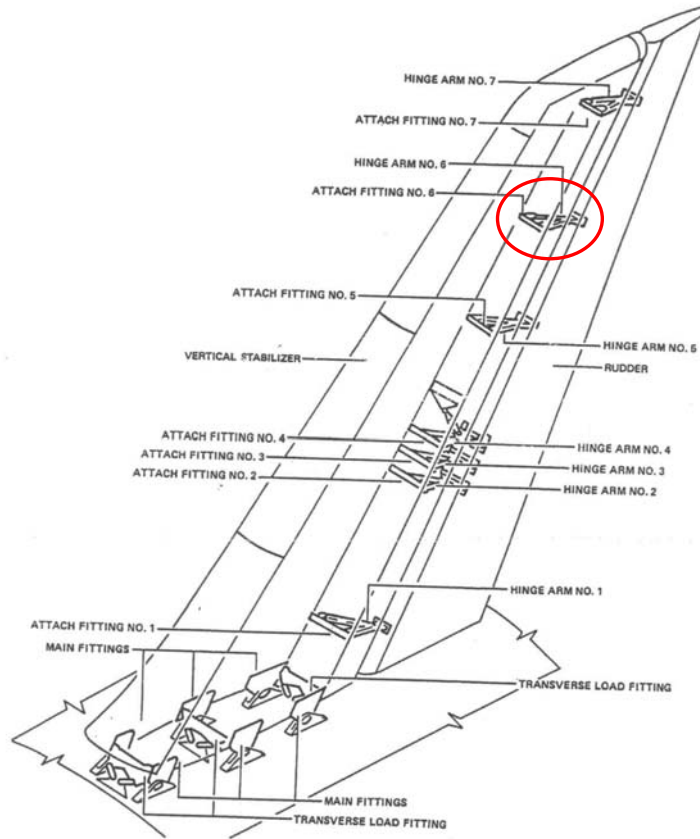 HINGE ARM NO. 7
ATTACH FITTING NO. 7
HINGE ARM NO. 6
ATTACH FITTING NO. 6
ATTACH FITTING NO. 5
HINGE ARM NO. 5
VERTICAL STABILIZER
RUDDER
ATTACH FITTING NO. 4
HINGE ARM NO. 4
ATTACH FITTING NO. 3
HINGE ARM NO. 3
ATTACH FITTING NO. 2
HINGE ARM NO. 2
HINGE ARM NO. 1
ATTACH FITTING NO. 1
MAIN FITTINGS
TRANSVERSE LOAD FITTING
MAIN FITTINGS
TRANSVERSE LOAD FITTING